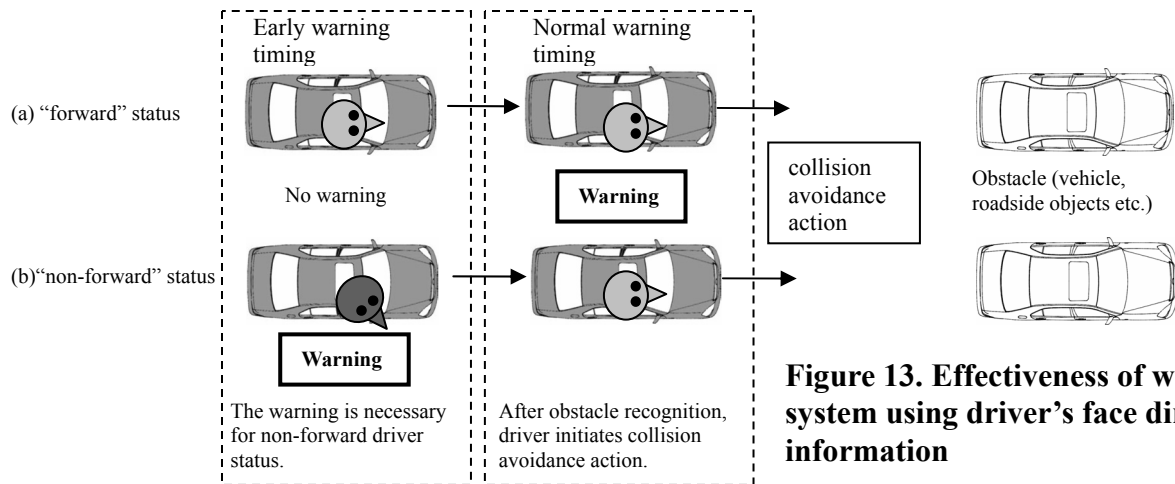 Early warning
timing
Normal warning
timing
(a) “forward” status
No warning
Warning
collision
avoidance
action
Obstacle (vehicle,
roadside objects etc.)
(b)“non-forward” status
Warning
The warning is necessary
for non-forward driver
status.
After obstacle recognition,
driver initiates collision
avoidance action.
Figure 13. Effectiveness of
system using driver’s face
information